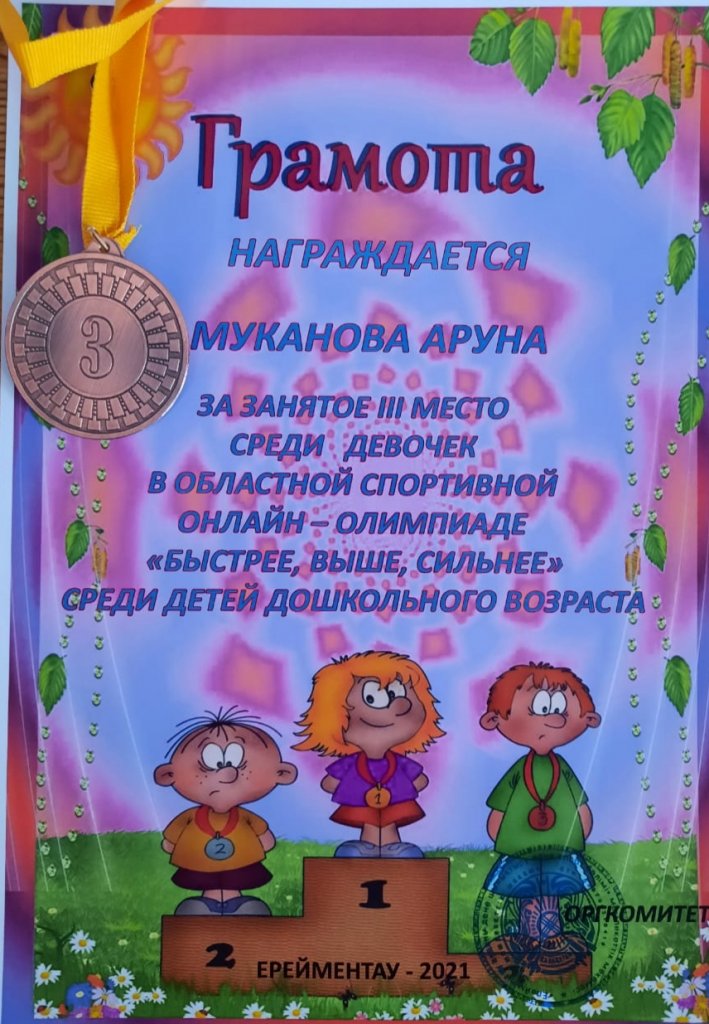 Грамота
НАГРАЖДАЕТСЯ
3
МУКАНОВА АРУНА
ЗА ЗАНЯТОЕ III МЕСТО
СРЕДИ ДЕВОЧЕК
В ОБЛАСТНОЙ СПОРТИВНОЙ
ОНЛАЙН – ОЛИМПИАДЕ
«БЫСТРЕЕ, ВЫШЕ, СИЛЬНЕЕ»
СРЕДИ ДЕТЕЙ ДОШКОЛЬНОГО ВОЗРАСТА
1
3
2
1
ОРГКОМИТЕТ
2
ЕРЕЙМЕНТАУ - 2021